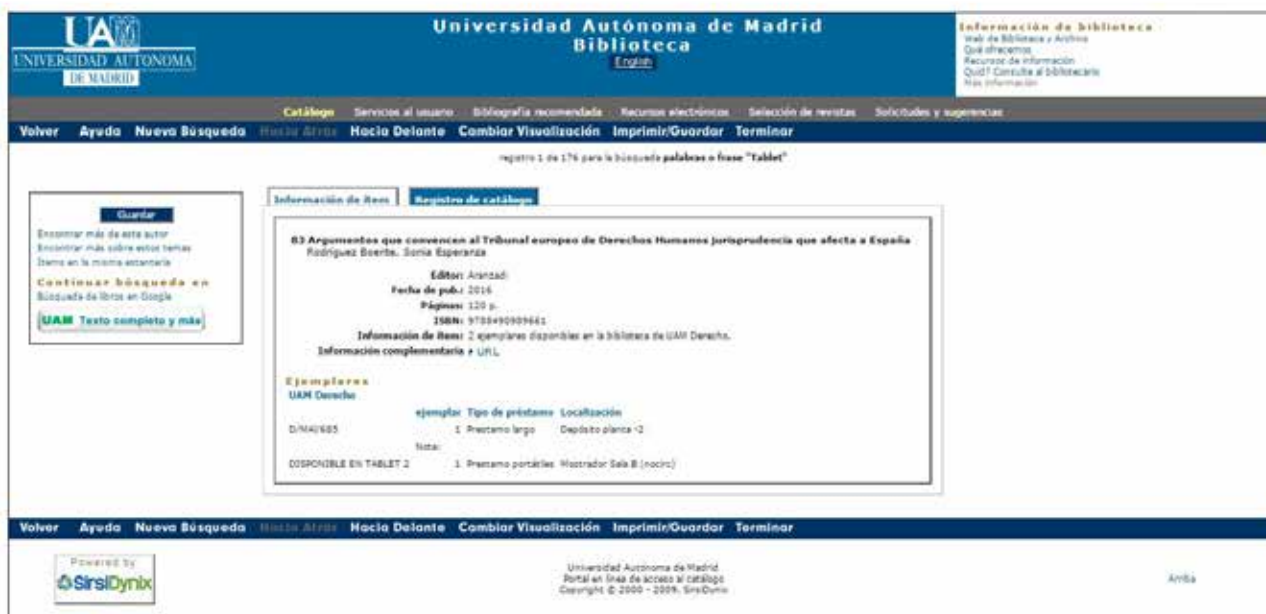 UAM
UNIVERSIDAD AUTONOMA
DE MADRID
Universidad Autónoma de Madrid
Biblioteca
English
Información de biblioteca
Web de Biblioteca y Archivo
Qué ofrecemos
Recursos de información
Quid? Consulte al bibliotecario
Más información
Catálogo Servicios al usuario Bibliografía recomendada Recursos electrónicos Selección de revistas Solicitudes y sugerencias
Volver Ayuda Nueva Búsqueda Hacia Atrás Hacia Delante Cambiar Visualización Imprimir/Guardar Terminar
registro 1 de 176 para la búsqueda palabras o frase "Tablet"
Guardar
Encontrar más de este autor
Encontrar más sobre estos temas
Items en la misma estantería
Continuar búsqueda en
Búsqueda de libros en Google
UAM Texto completo y más
Información de ítem Registro de catálogo
83 Argumentos que convencen al Tribunal europeo de Derechos Humanos jurisprudencia que afecta a España
Rodríguez Boente, Sonia Esperanza
Editor: Aranzadi
Fecha de pub.: 2016
Páginas: 120 p.
ISBN: 9788490989661
Información de ítem: 2 ejemplares disponibles en la biblioteca de UAM Derecho.
Información complementaria URL
Ejemplares
UAM Derecho
ejemplar Tipo de préstamo Localización
D/MAI/685 1 Prestamo largo Depósito planta -2
Nota:
DISPONIBLE EN TABLET 2 1 Prestamo portátiles Mostrador Sala B (nocirc)
Volver Ayuda Nueva Búsqueda Hacia Atrás Hacia Delante Cambiar Visualización Imprimir/Guardar Terminar
Powered by
SirsiDynix
Universidad Autónoma de Madrid
Portal en línea de acceso al catálogo
Copyright © 2000 - 2009, SirsiDynix
Arriba